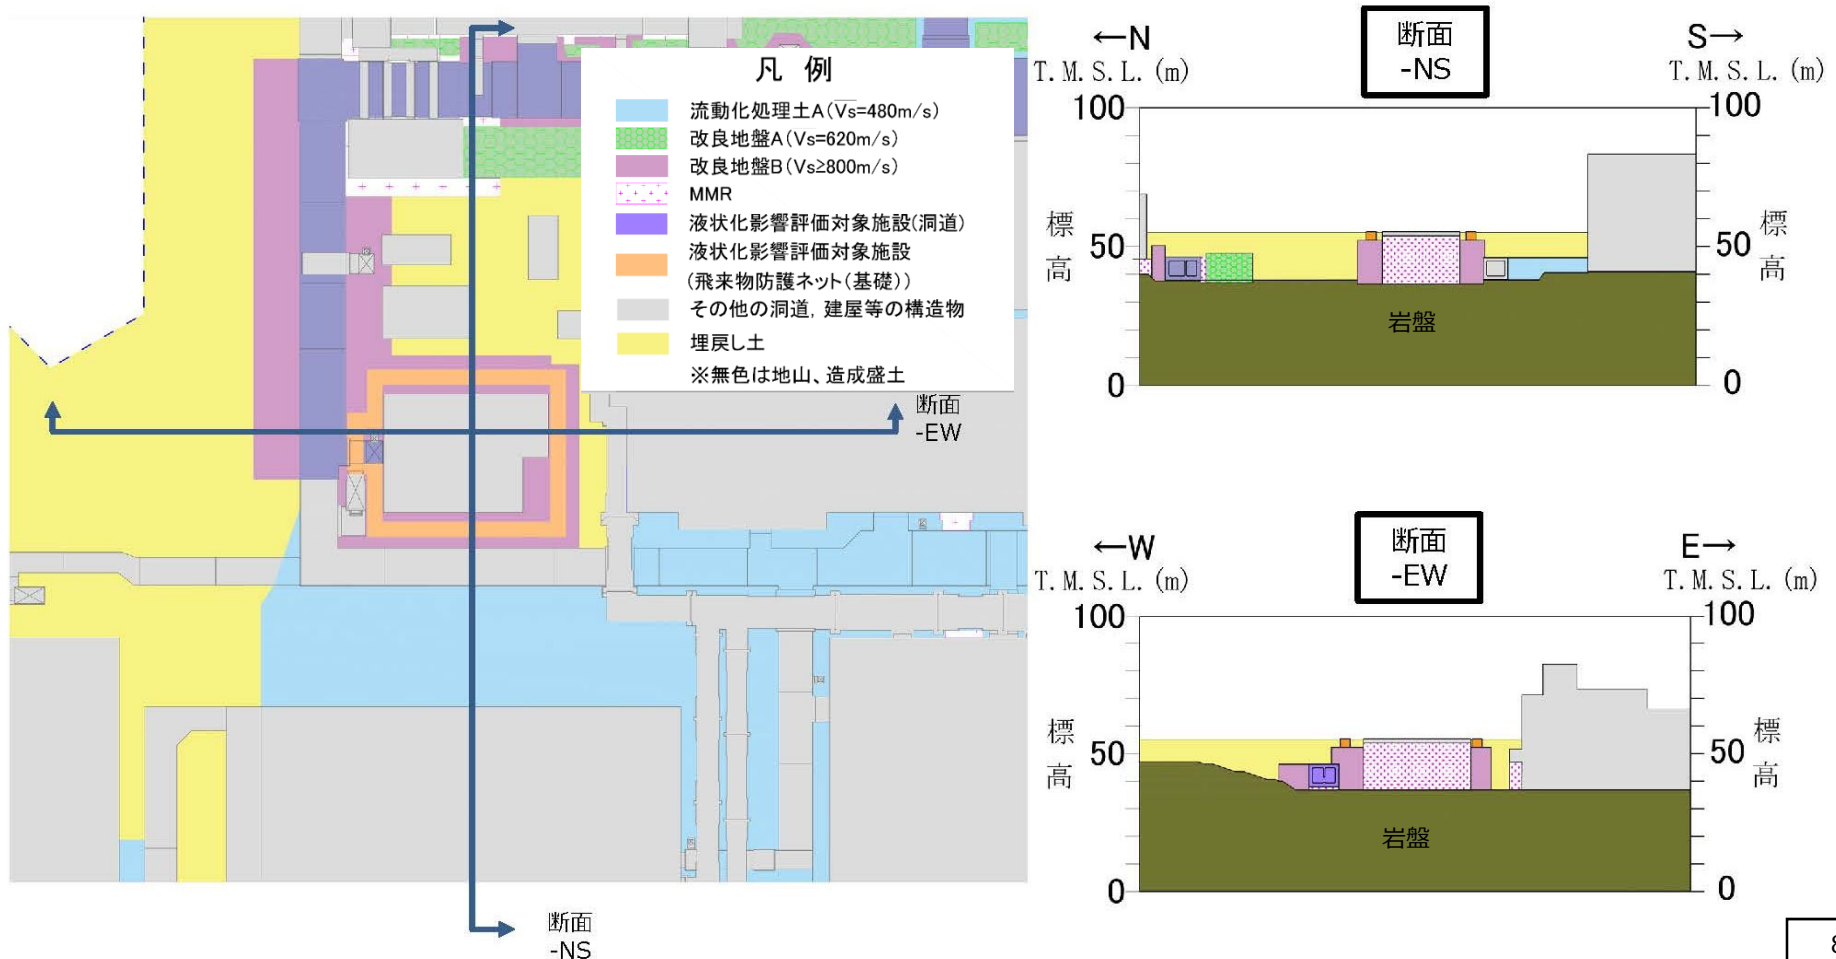 凡 例
流動化処理土A(Vs=480m/s)
改良地盤A(Vs=620m/s)
改良地盤B(Vs≥800m/s)
MMR
液状化影響評価対象施設(洞道)
液状化影響評価対象施設
(飛来物防護ネット(基礎))
その他の洞道, 建屋等の構造物
埋戻し土
※無色は地山、造成盛土
断面
-EW
断面
-NS
←N
断面
-NS
S→
T.M.S.L.(m)
T.M.S.L.(m)
100
100
標高
50
50
標高
岩盤
0
0
←W
断面
-EW
E→
T.M.S.L.(m)
T.M.S.L.(m)
100
100
標高
50
50
標高
岩盤
0
0